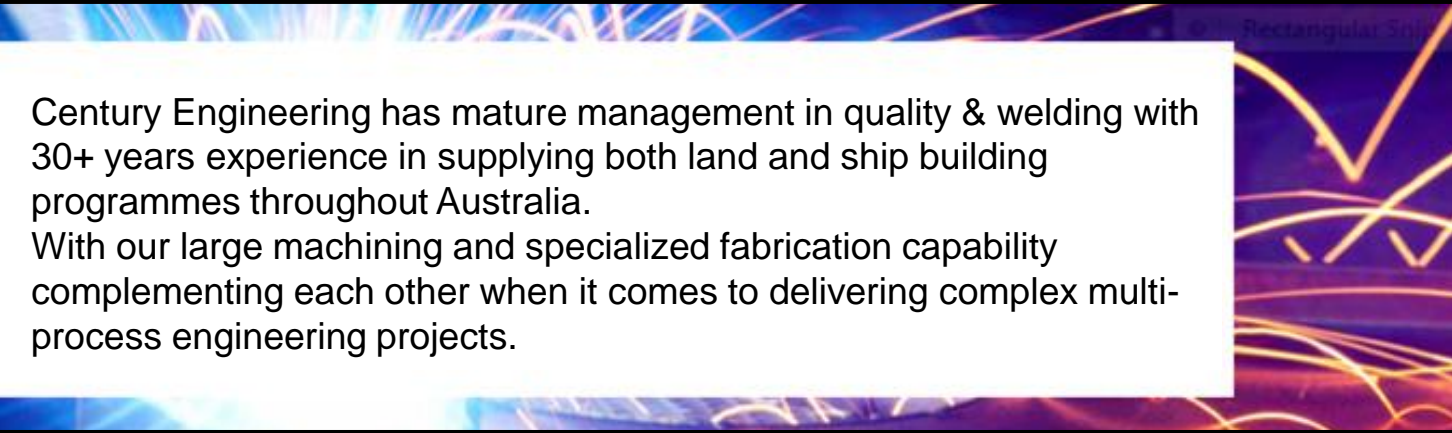 Rectangular Snip
Century Engineering has mature management in quality & welding with
30+ years experience in supplying both land and ship building
programmes throughout Australia.
With our large machining and specialized fabrication capability
complementing each other when it comes to delivering complex multi-
process engineering projects.